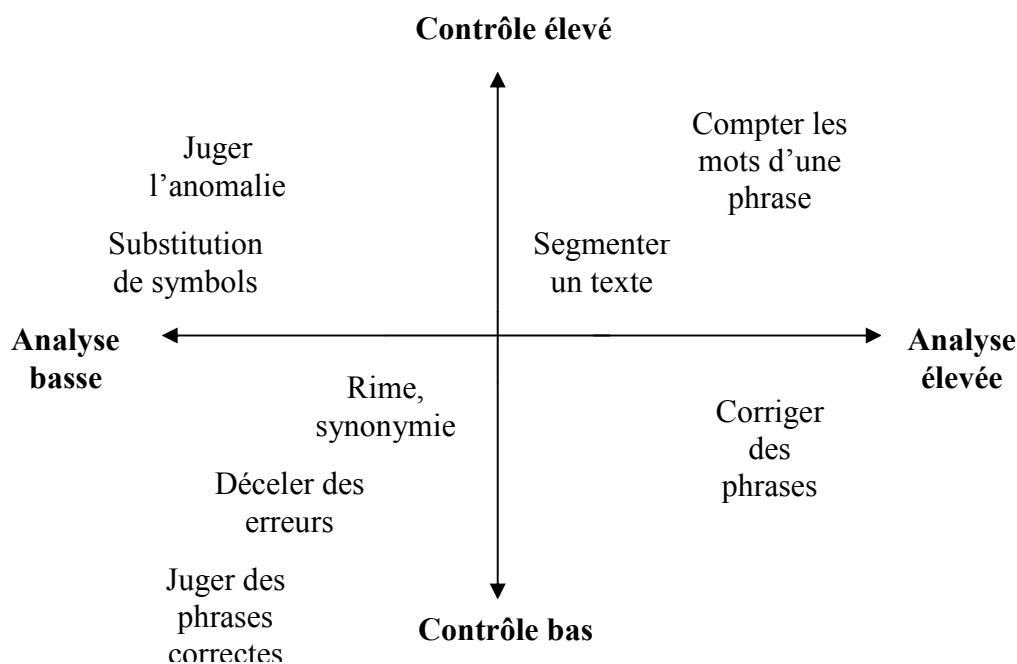 Contrôle élevé
Compter les
mots d’une
phrase
Juger
l’anomalie
Substitution
de symbols
Segmenter
un texte
Analyse
basse
Analyse
élevée
Rime,
synonymie
Corriger
des
phrases
Déceler des
erreurs
Juger des
phrases
correctes
Contrôle bas